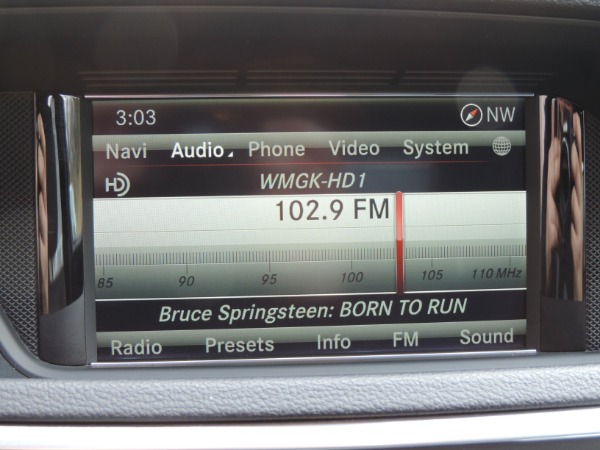 3:03 NW
Navi Audio Phone Video System
HD WMGK-HD1
102.9 FM
85 90 95 100 105 110 MHz
Bruce Springsteen: BORN TO RUN
Radio Presets Info FM Sound